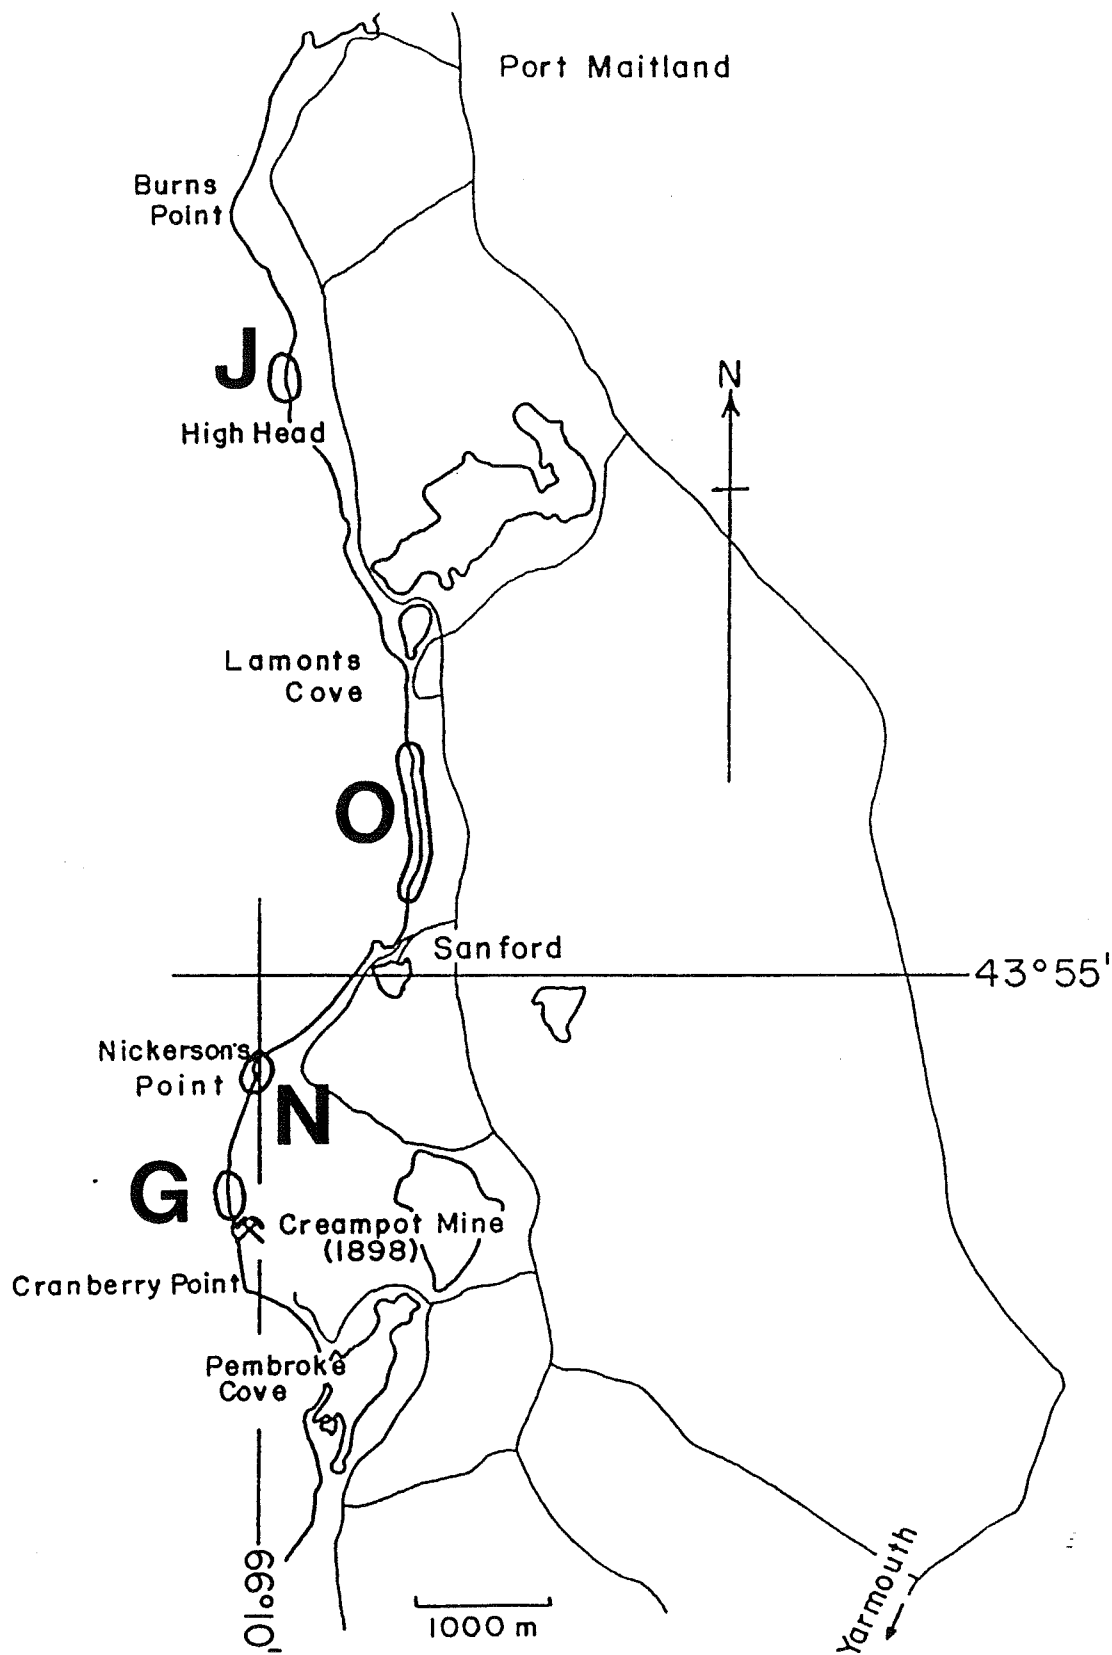 Port Maitland
Burns
Point
J
High Head
N
Lamonts
Cove
O
Sanford
43°55'
Nickerson's
Point
N
G
Creampot Mine
(1898)
Cranberry Point
Pembroke
Cove
66°10'
1000 m
Yarmouth